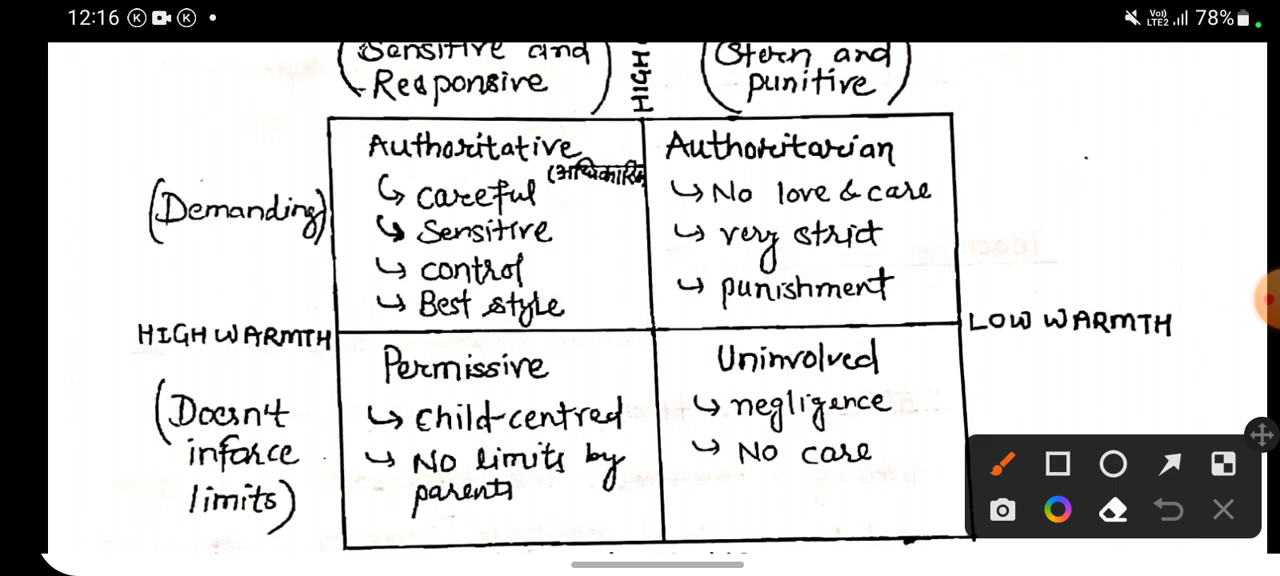 12:16
Vo)
LTE2
78%
Sensitive and
Responsive
HIGH
Stern and
punitive
Authoritative
Careful
Sensitive
control
Best style
Authoritarian
No love & care
very strict
punishment
(Demanding)
HIGH WARMTH
LOW WARMTH
Permissive
Child-centred
No limits by
parents
Uninvolved
negligence
No care
(Doesn't
inforce
limits)